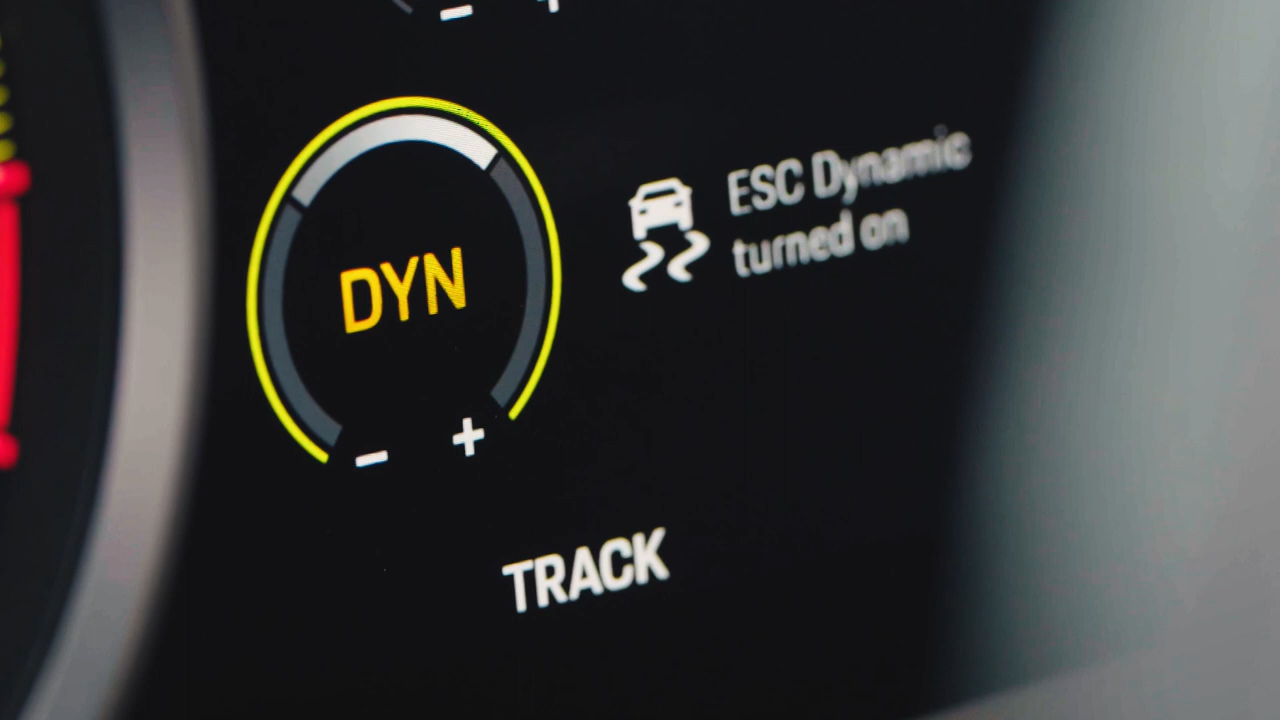 - +
DYN
ESC Dynamic
turned on
- +
TRACK